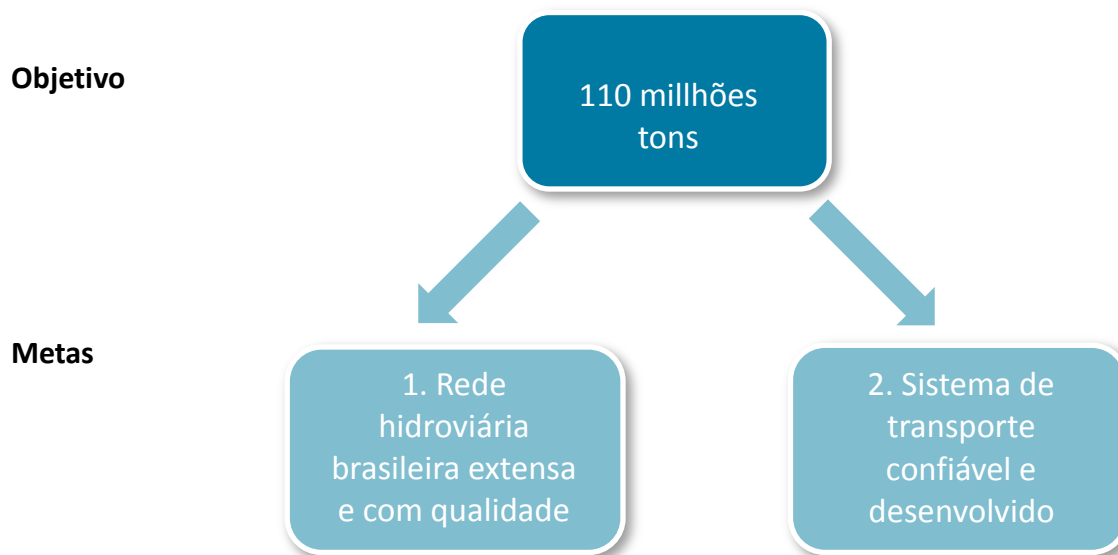 Objetivo
110 millhões
tons
Metas
1. Rede
hidroviária
brasileira extensa
e com qualidade
2. Sistema de
transporte
confiável e
desenvolvido